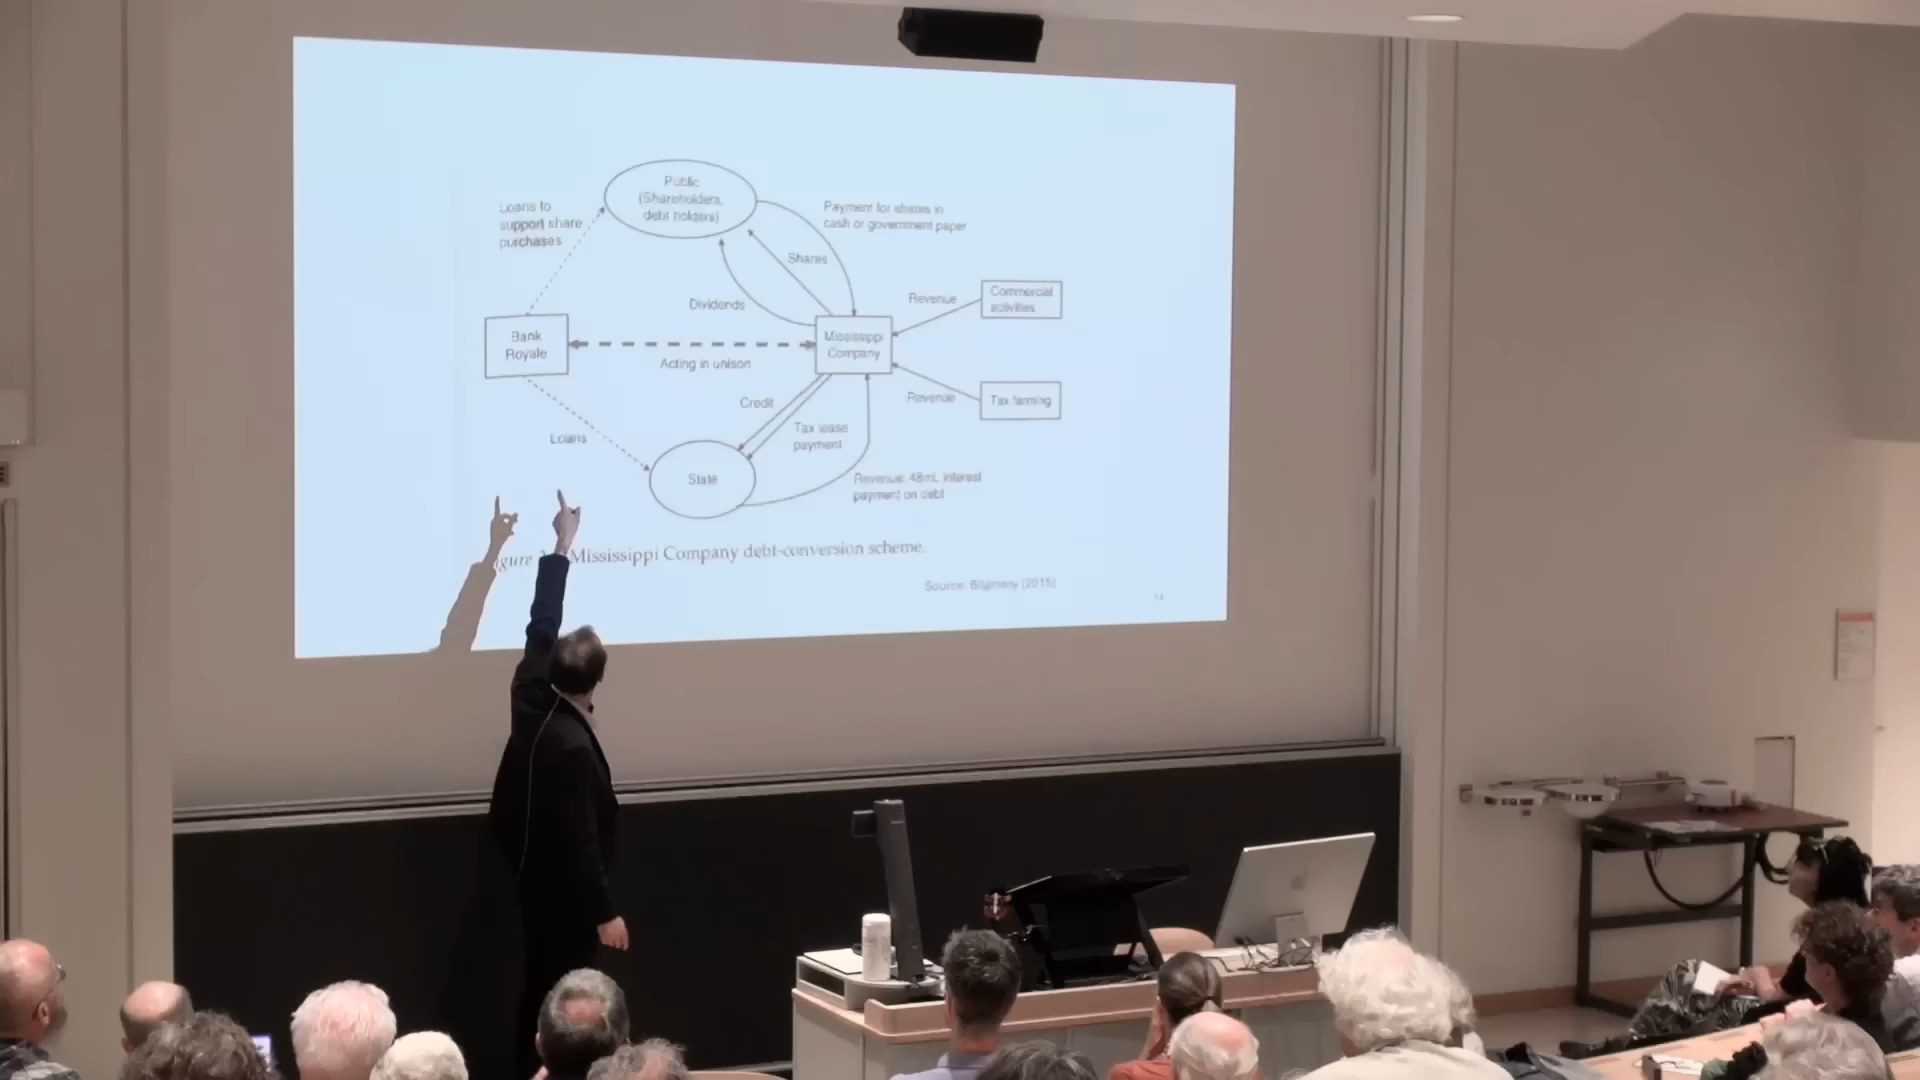 Public
(Shareholders,
debt holders)
Loans to
support share
purchases
Payment for shares in
cash or government paper
Shares
Dividends
Revenue
Commercial
activities
Bank
Royale
Mississippi
Company
Acting in unison
Credit
Revenue
Tax farming
Tax lease
payment
Loans
State
Revenue: 48mL interest
payment on debt
Mississippi Company debt-conversion scheme.
Source: (2015)